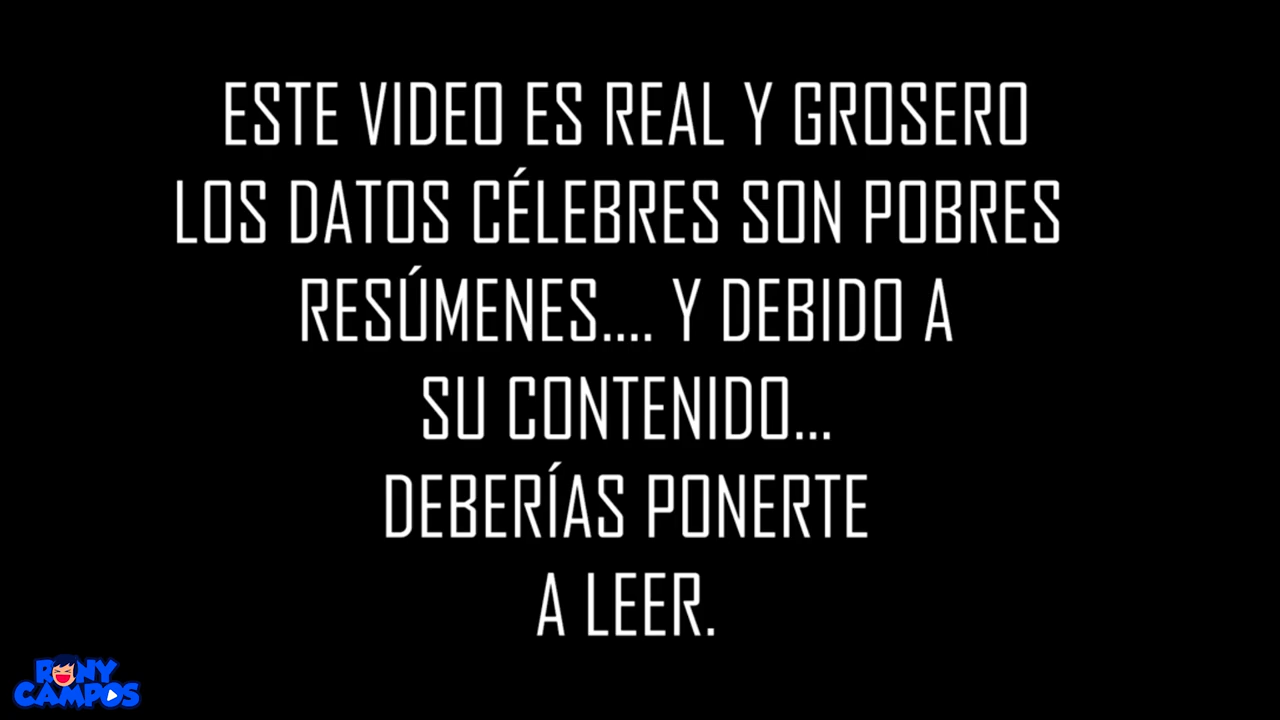 ESTE VIDEO ES REAL Y GROSERO
LOS DATOS CÉLEBRES SON POBRES
RESÚMENES.... Y DEBIDO A
SU CONTENIDO...
DEBERÍAS PONERTE
A LEER.
RONY
CAMPOS